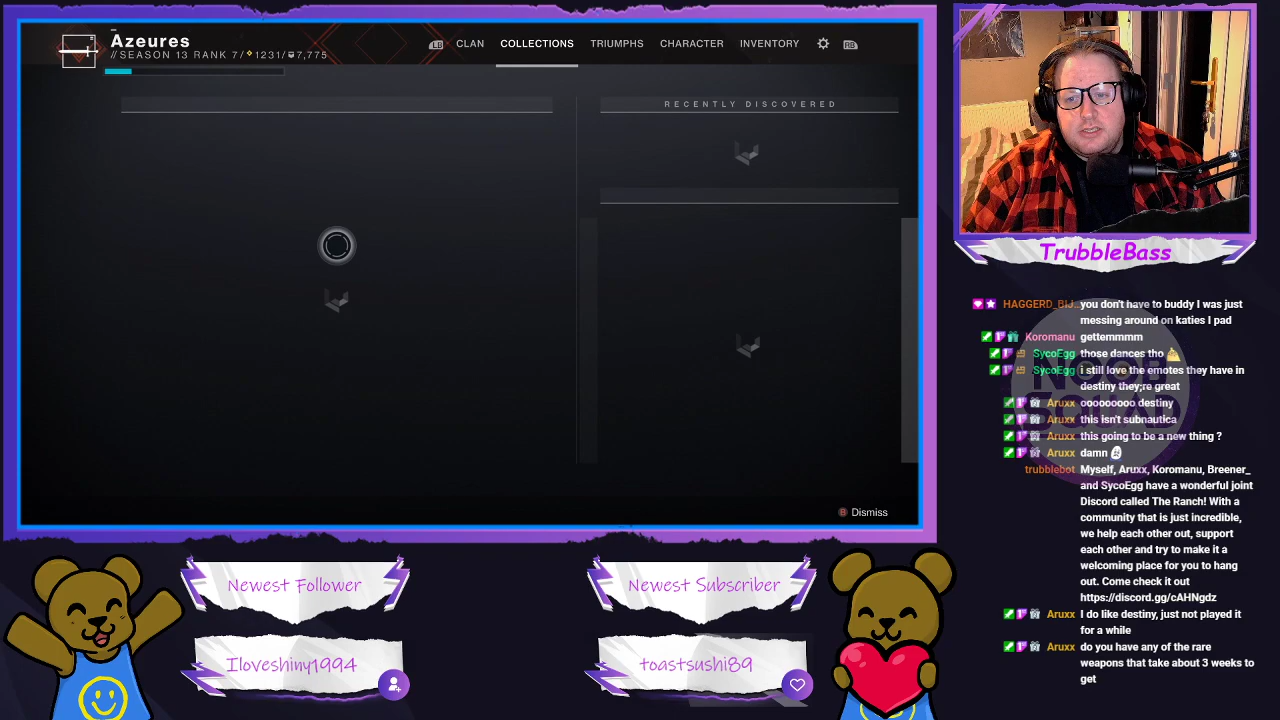 Azeures
//SEASON 13 RANK 7/1231/7,775
LB CLAN COLLECTIONS TRIUMPHS CHARACTER INVENTORY RB
RECENTLY DISCOVERED
B Dismiss
TrubbleBass
HAGGERD_BIJ_ you don't have to buddy I was just
messing around on katies I pad
Koromanu gettemmmm
SycoEgg those dances tho
SycoEgg i still love the emotes they have in
destiny they;re great
Aruxx ooooooooo destiny
Aruxx this isn't subnautica
Aruxx this going to be a new thing ?
Aruxx damn
trubblebot Myself, Aruxx, Koromanu, Breener_
and SycoEgg have a wonderful joint
Discord called The Ranch! With a
community that is just incredible,
we help each other out, support
each other and try to make it a
welcoming place for you to hang
out. Come check it out
https://discord.gg/cAHNgdz
Aruxx I do like destiny, just not played it
for a while
Aruxx do you have any of the rare
weapons that take about 3 weeks to
get
NOOB
SQUAD
Newest Follower
Iloveshiny1994
Newest Subscriber
toastsushi89